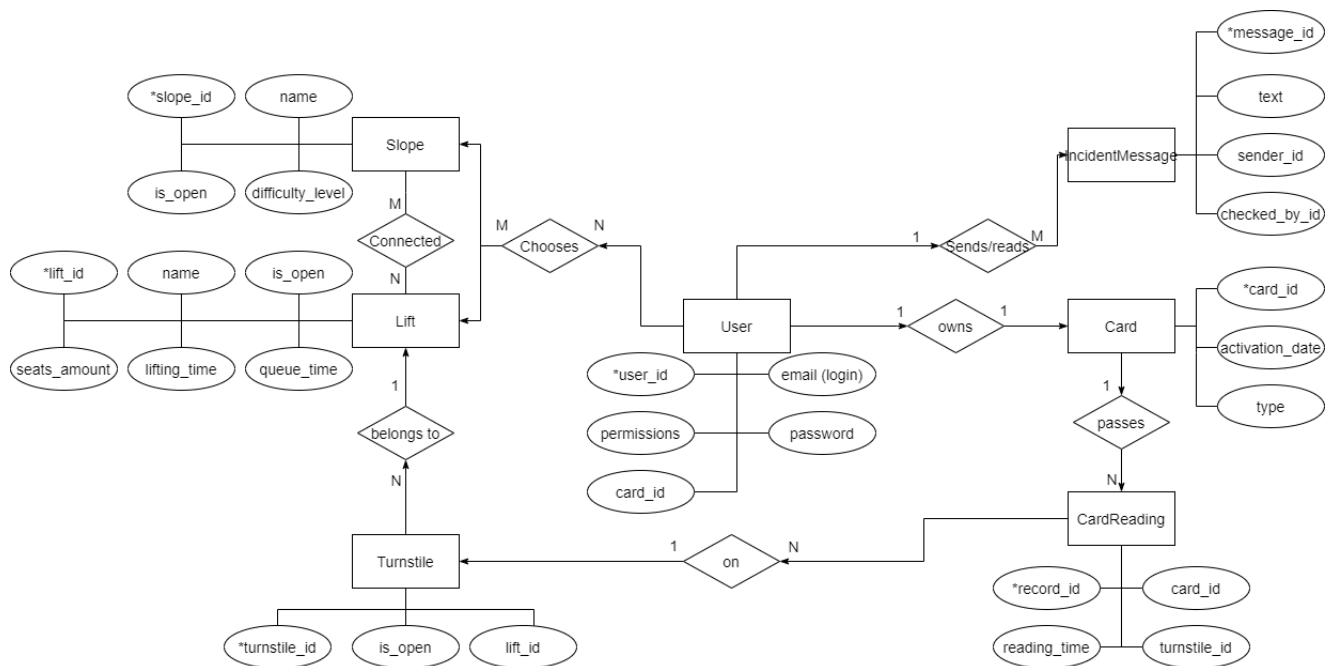 *message_id
*slope_id
name
text
Slope
IncidentMessage
sender_id
is_open
difficulty_level
M
checked_by_id
Connected
M
Chooses
N
1
Sends/reads
M
*lift_id
name
is_open
N
*card_id
Lift
User
1
owns
1
Card
seats_amount
lifting_time
queue_time
activation_date
*user_id
email (login)
1
1
type
belongs to
permissions
password
passes
N
card_id
N
CardReading
1
N
Turnstile
on
*record_id
card_id
*turnstile_id
is_open
lift_id
reading_time
turnstile_id